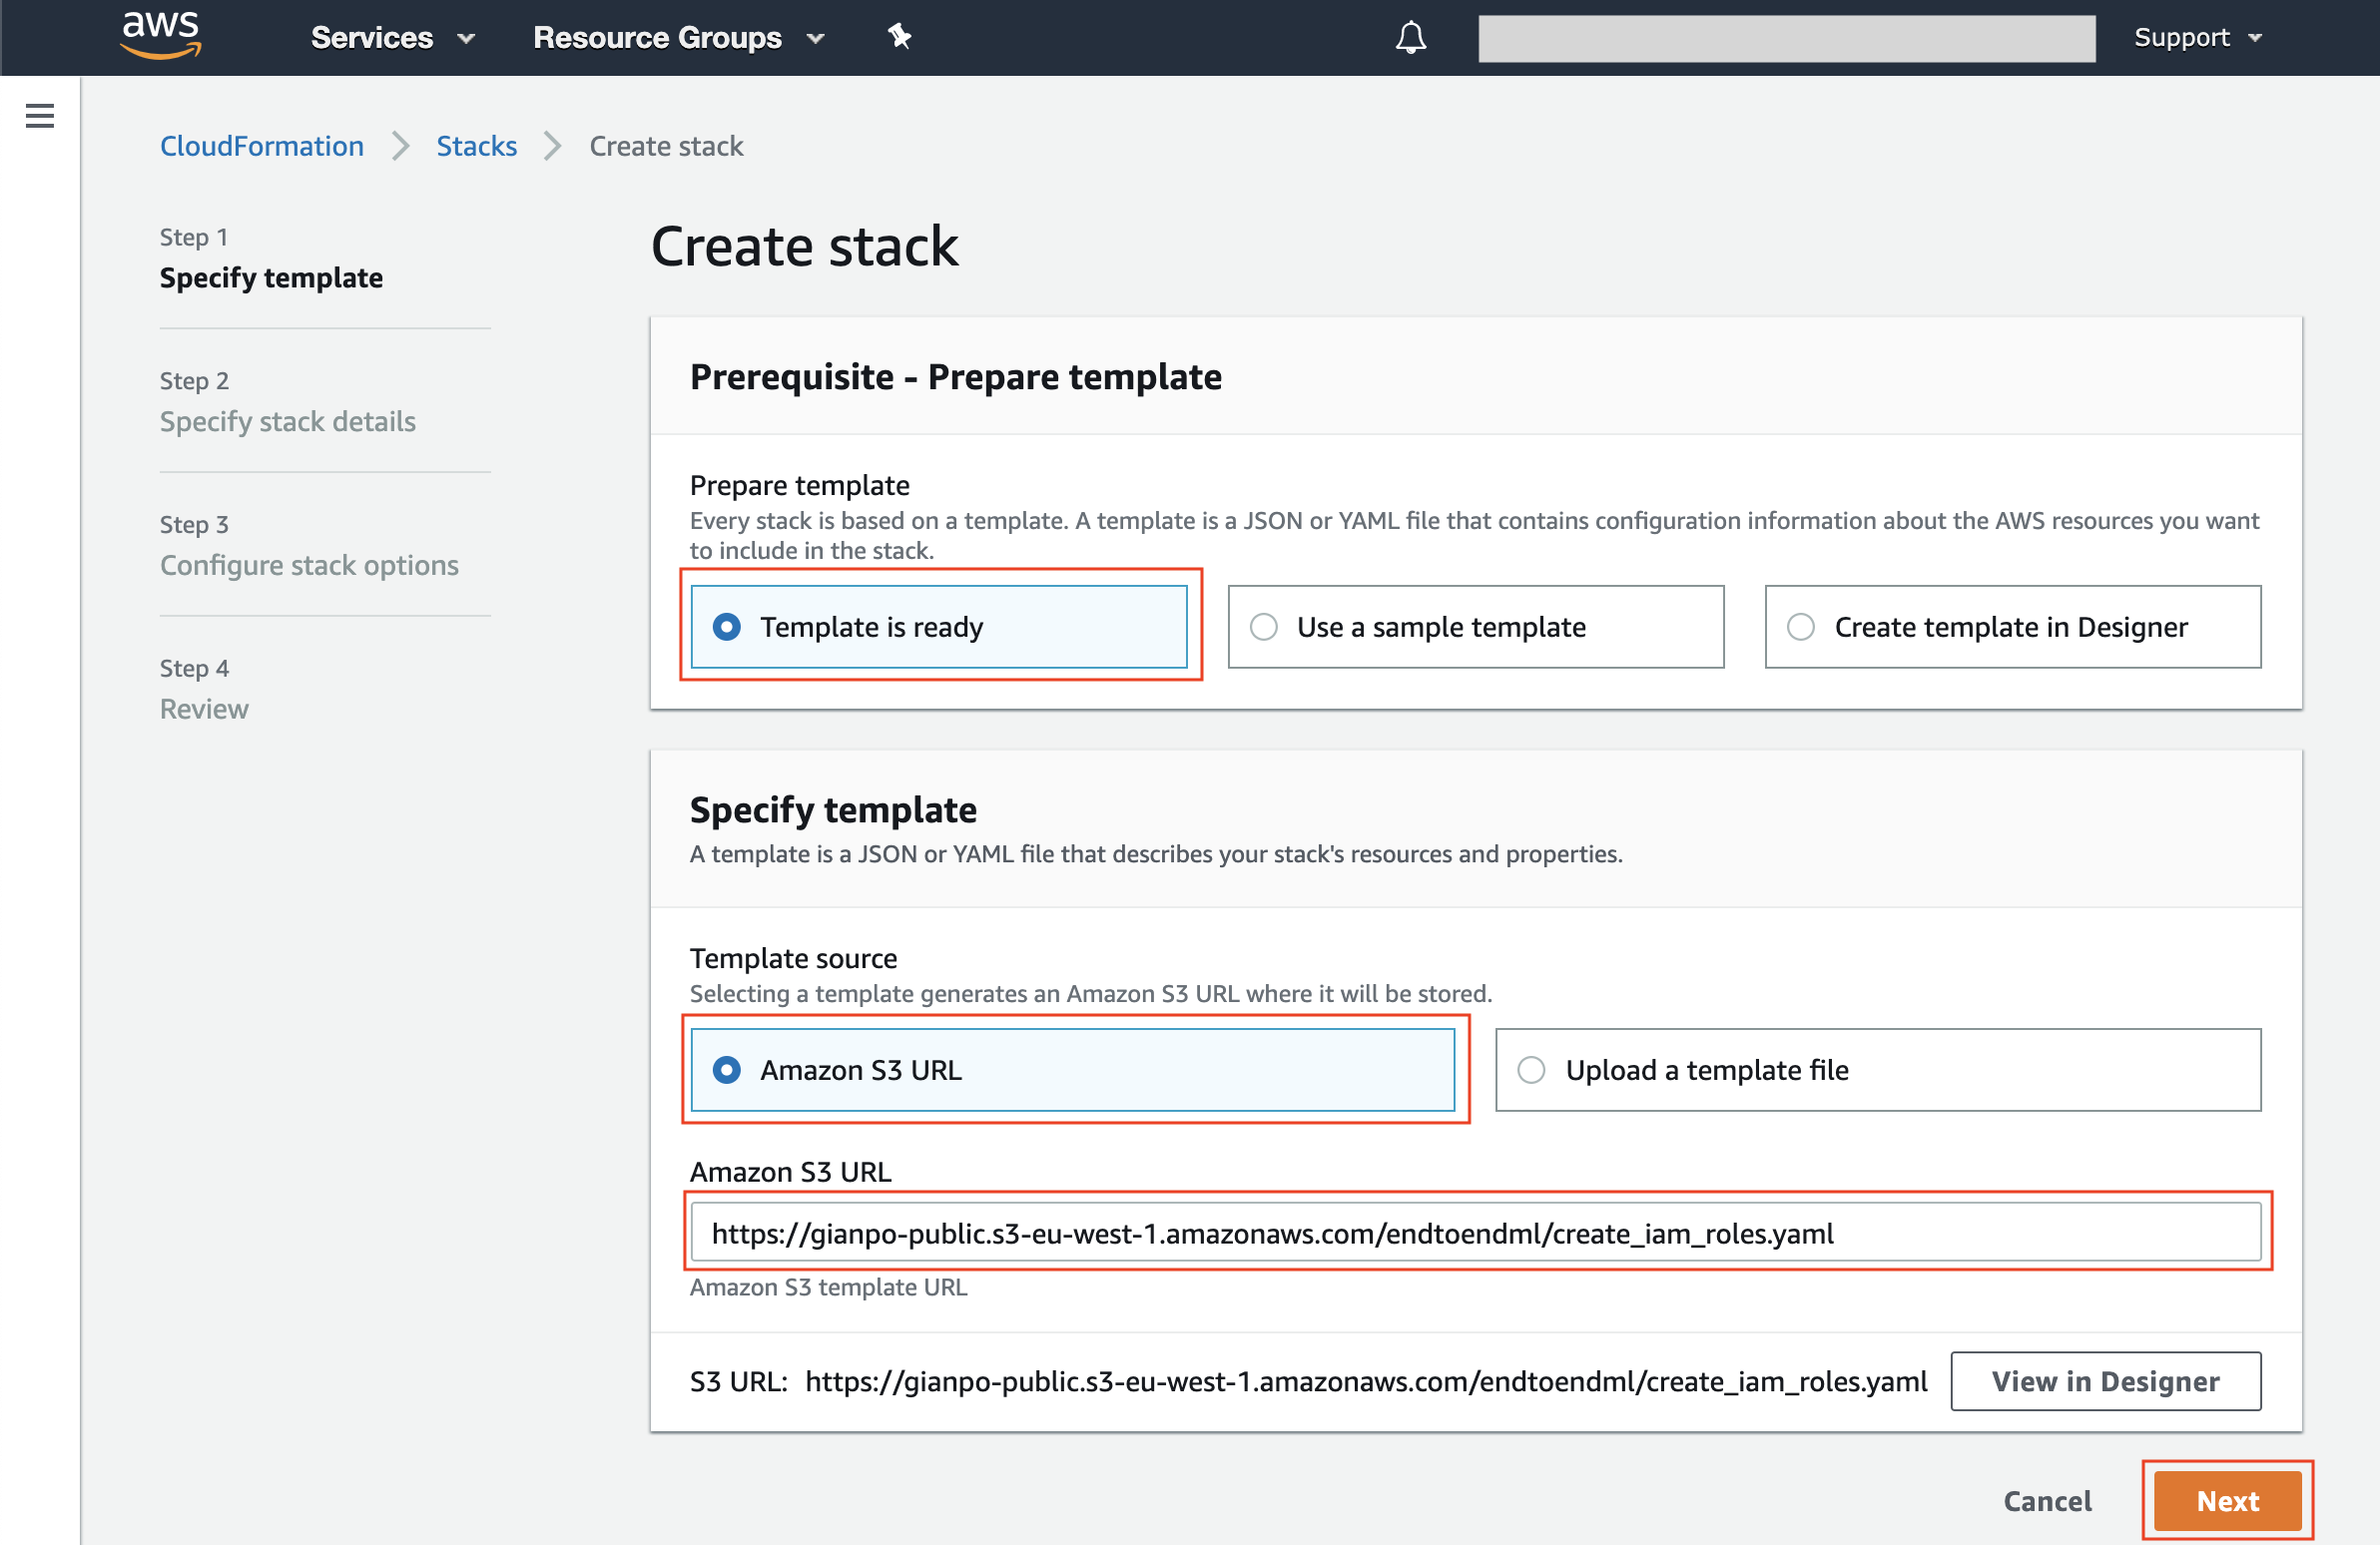 aws Services Resource Groups Support
CloudFormation Stacks Create stack
Step 1
Specify template
Step 2
Specify stack details
Step 3
Configure stack options
Step 4
Review
Create stack
Prerequisite - Prepare template
Prepare template
Every stack is based on a template. A template is a JSON or YAML file that contains configuration information about the AWS resources you want
to include in the stack.
Template is ready Use a sample template Create template in Designer
Specify template
A template is a JSON or YAML file that describes your stack's resources and properties.
Template source
Selecting a template generates an Amazon S3 URL where it will be stored.
Amazon S3 URL Upload a template file
Amazon S3 URL
https://gianpo-public.s3-eu-west-1.amazonaws.com/endtoendml/create_iam_roles.yaml
Amazon S3 template URL
S3 URL: https://gianpo-public.s3-eu-west-1.amazonaws.com/endtoendml/create_iam_roles.yaml View in Designer
Cancel Next